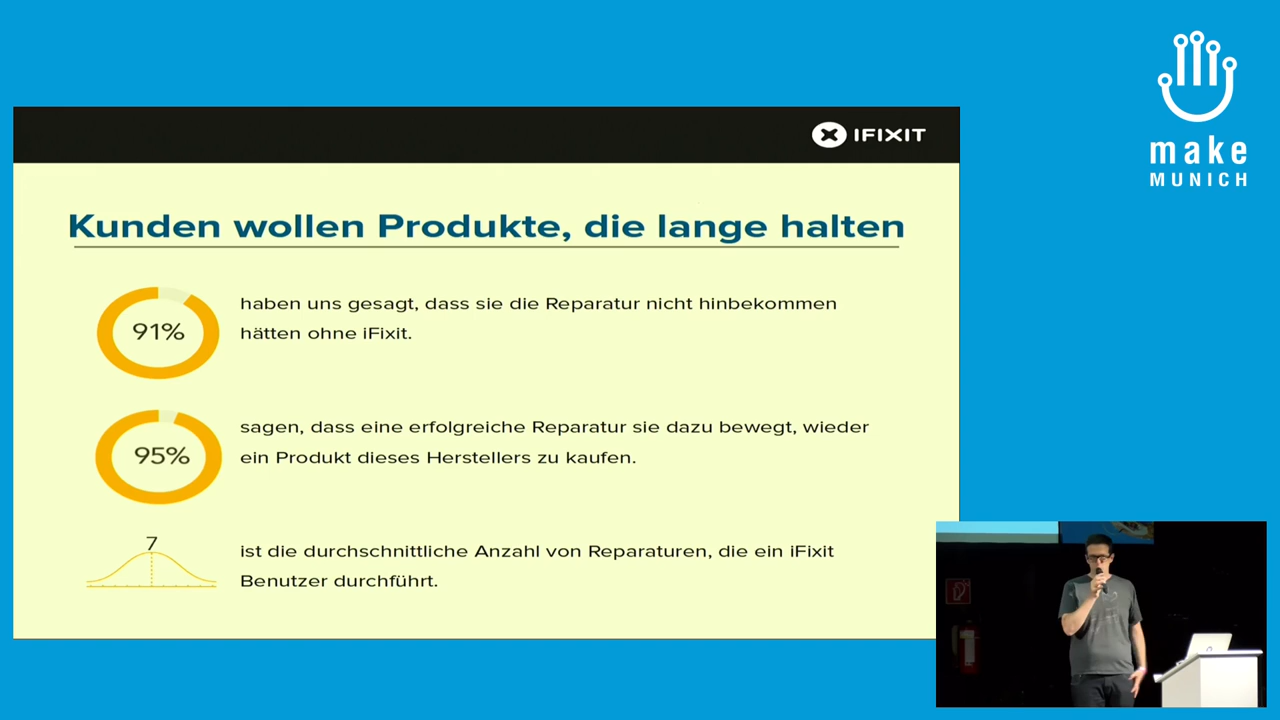 make
MUNICH
IFIXIT
Kunden wollen Produkte, die lange halten
91%
haben uns gesagt, dass sie die Reparatur nicht hinbekommen
hätten ohne iFixit.
95%
sagen, dass eine erfolgreiche Reparatur sie dazu bewegt, wieder
ein Produkt dieses Herstellers zu kaufen.
7
ist die durchschnittliche Anzahl von Reparaturen, die ein iFixit
Benutzer durchführt.